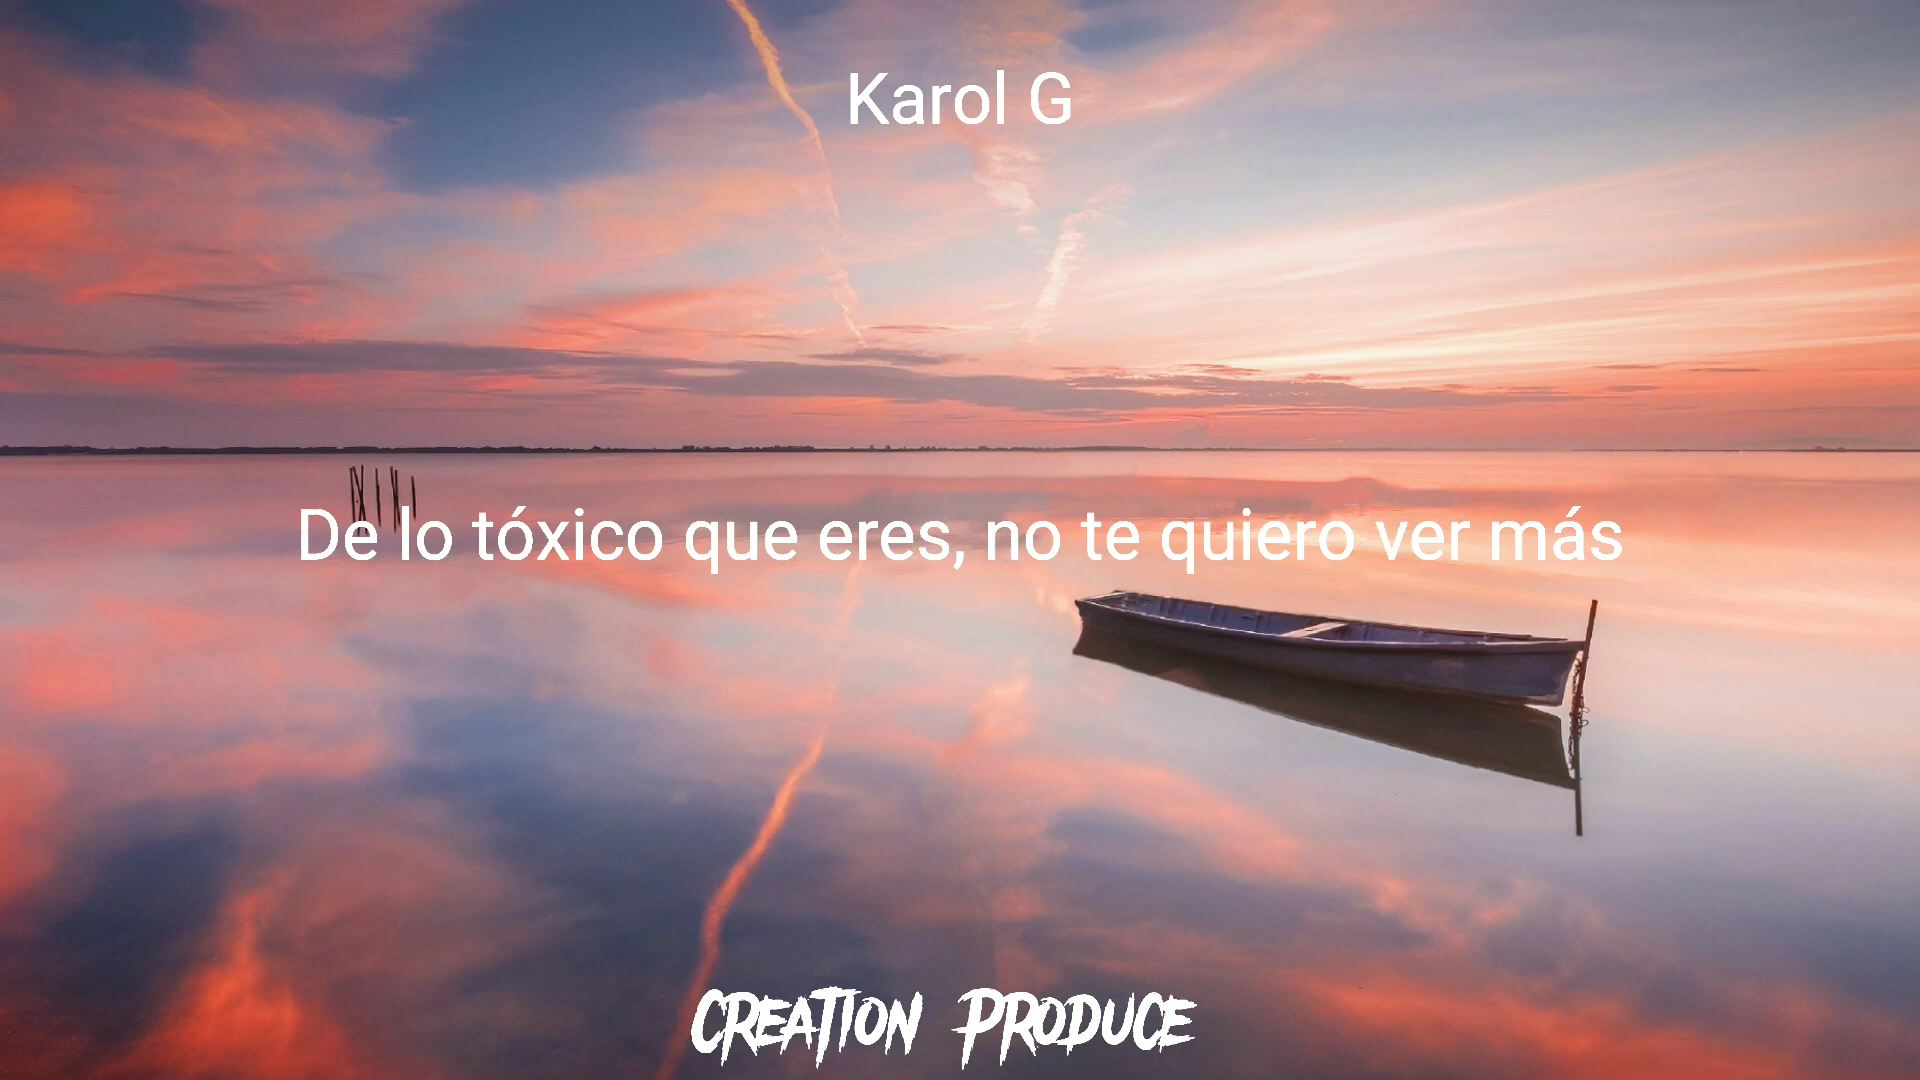 Karol G
De lo tóxico que eres, no te quiero ver más
CREATION PRODUCE